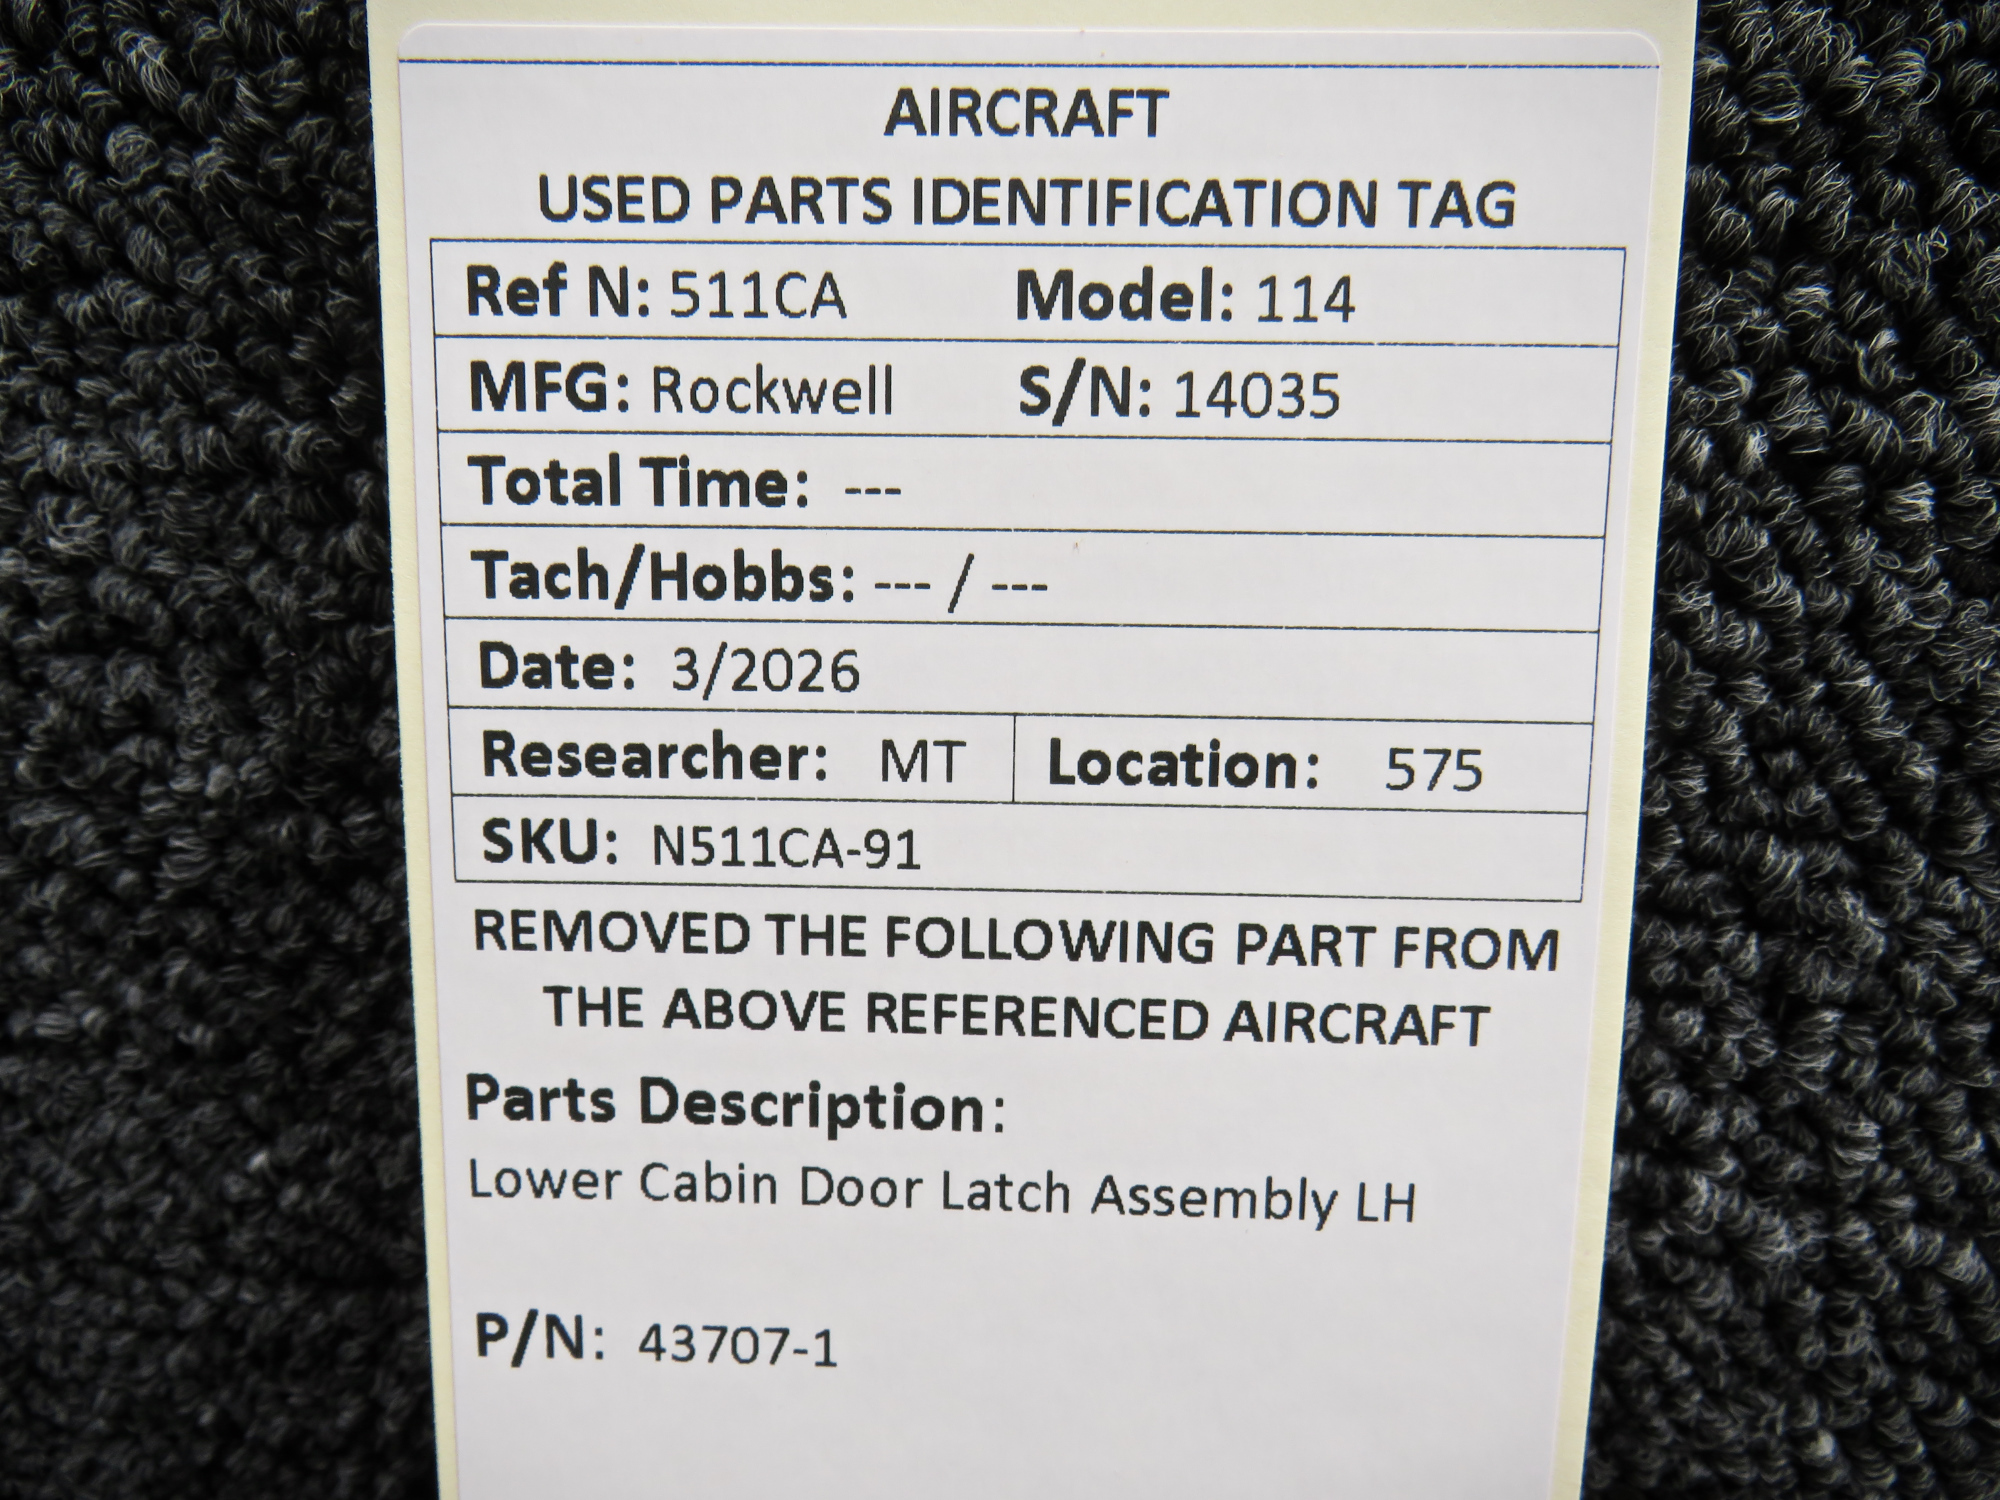 AIRCRAFT
USED PARTS IDENTIFICATION TAG
Ref N: 511CA Model: 114
MFG: Rockwell S/N: 14035
Total Time: ---
Tach/Hobbs: --- / ---
Date: 3/2026
Researcher: MT Location: 575
SKU: N511CA-91
REMOVED THE FOLLOWING PART FROM
THE ABOVE REFERENCED AIRCRAFT
Parts Description:
Lower Cabin Door Latch Assembly LH
P/N: 43707-1